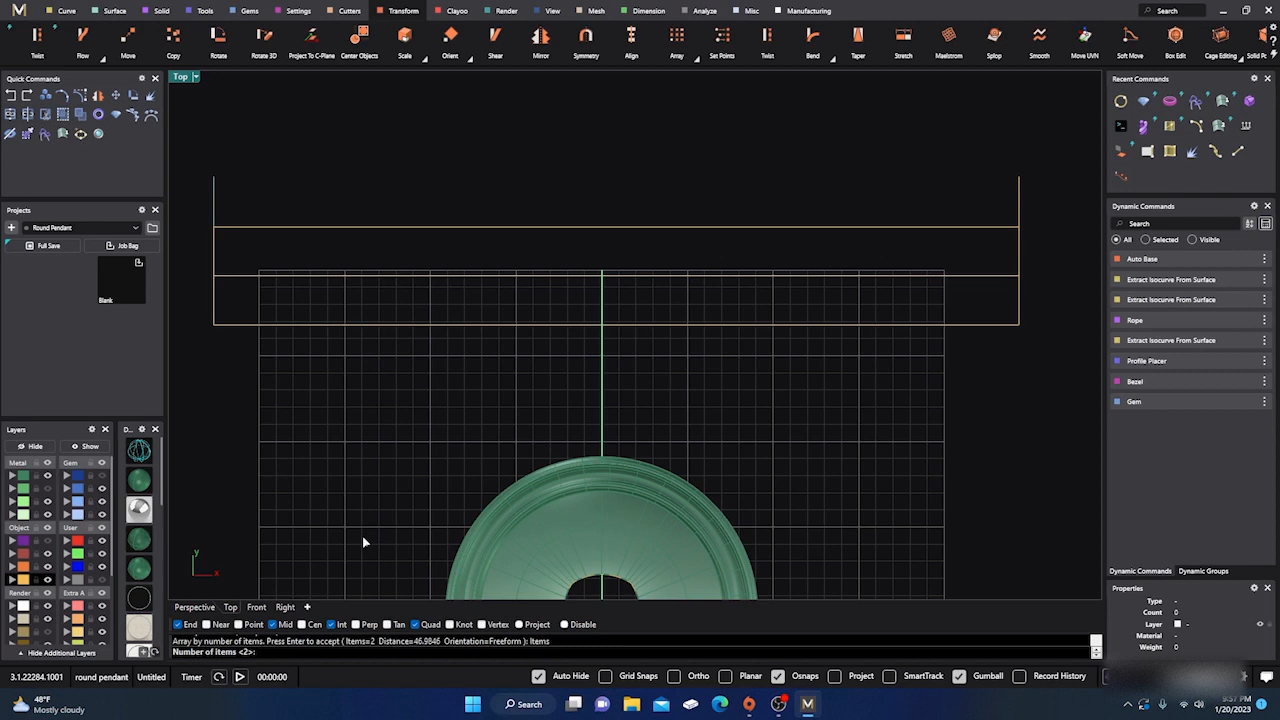 Curve Surface Solid Tools Gems Settings Cutters Transform Clayoo Render View Mesh Dimension Analyze Misc Manufacturing Search
Twist Flow Move Copy Rotate Rotate 3D Project To C-Plane Center Objects Scale Orient Shear Mirror Symmetry Align Array Set Points Twist Bend Taper Stretch Maelstrom Splop Smooth Move UVN Soft Move Box Edit Cage Editing
Quick Commands
Top
Recent Commands
Projects
Round Pendant
Full Save Job Bag
Blank
Dynamic Commands
Search
All Selected Visible
Auto Base
Extract Isocurve From Surface
Extract Isocurve From Surface
Rope
Extract Isocurve From Surface
Profile Placer
Bezel
Gem
Layers
D...
Hide Show
Metal Gem
Object User
Render Extra A
Hide Additional Layers
y
x
Dynamic Commands Dynamic Groups
Properties
Type -
Count 0
Layer -
Material -
Weight 0
Perspective Top Front Right
End Near Point Mid Cen Int Perp Tan Quad Knot Vertex Project Disable
Array by number of items. Press Enter to accept ( Items=2 Distance=46.9846 Orientation=Freeform ): Items
Number of items <2>:
3.1.22284.1001 round pendant Untitled Timer 00:00:00 Auto Hide Grid Snaps Ortho Planar Osnaps Project SmartTrack Gumball Record History
48°F
Mostly cloudy
Search
9:57 PM
1/20/2023